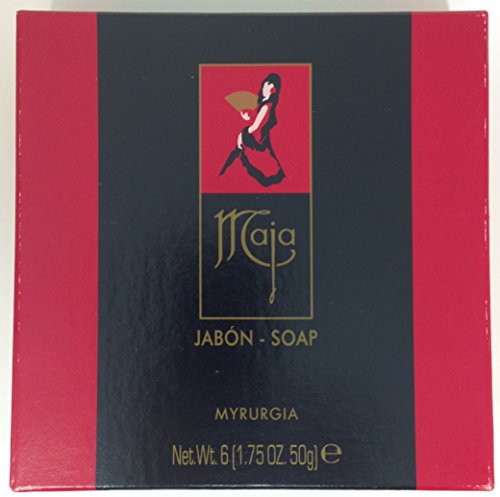 Maja
JABÓN - SOAP
MYRURGIA
Net.Wt. 6 (1.75 OZ. 50g) ℮